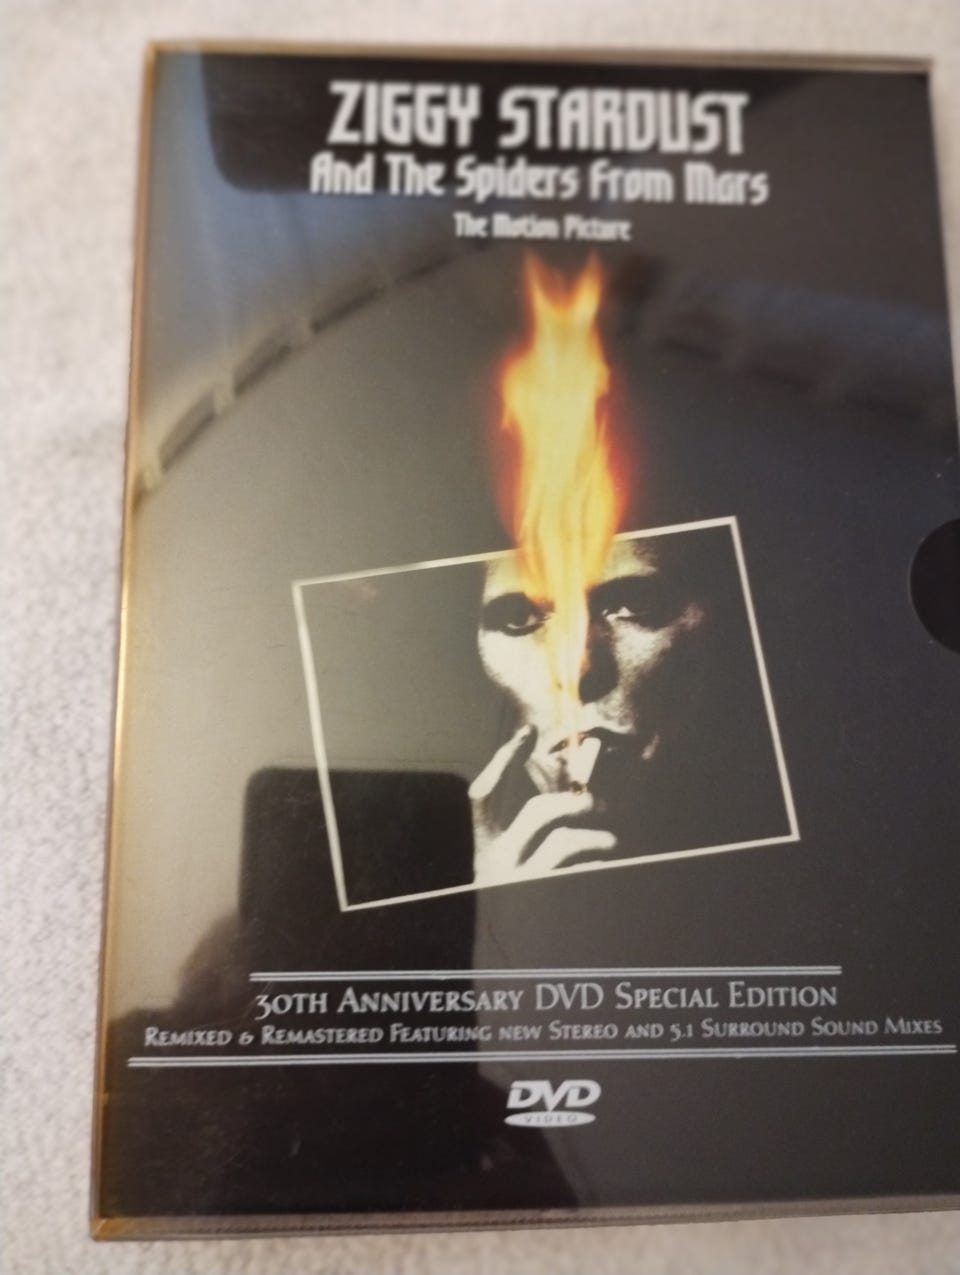 ZIGGY STARDUST
And The Spiders From Mars
The Motion Picture
30TH ANNIVERSARY DVD SPECIAL EDITION
REMIXED & REMASTERED FEATURING NEW STEREO AND 5.1 SURROUND SOUND MIXES
DVD
VIDEO